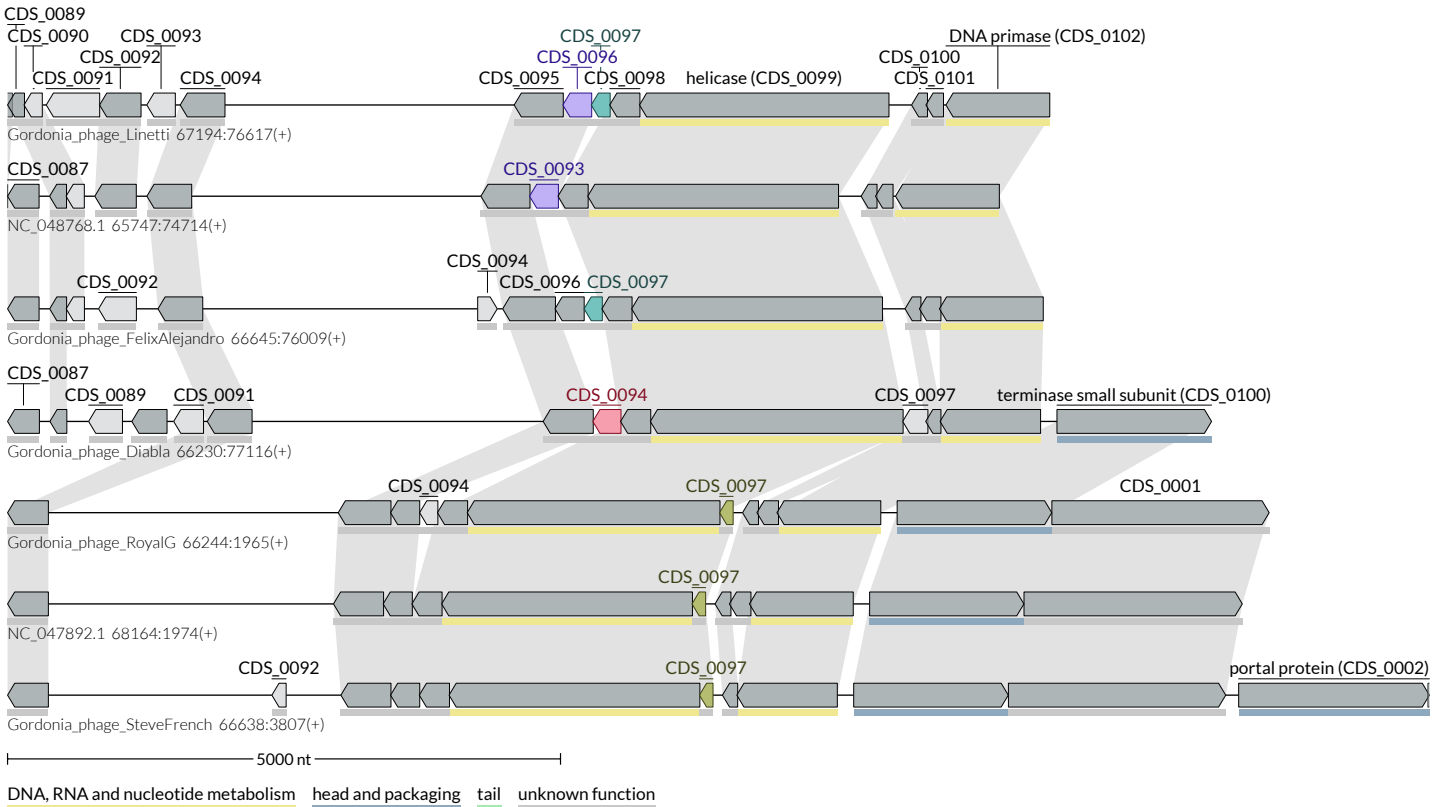 CDS_0089
CDS_0090 CDS_0093 CDS_0097 DNA primase (CDS_0102)
CDS_0092 CDS_0096 CDS_0100
CDS_0091 CDS_0094 CDS_0095 CDS_0098 helicase (CDS_0099) CDS_0101
Gordonia_phage_Linetti 67194:76617(+)
CDS_0087 CDS_0093
NC_048768.1 65747:74714(+)
CDS_0094
CDS_0092 CDS_0096 CDS_0097
Gordonia_phage_FelixAlejandro 66645:76009(+)
CDS_0087
CDS_0089 CDS_0091 CDS_0094 CDS_0097 terminase small subunit (CDS_0100)
Gordonia_phage_Diabla 66230:77116(+)
CDS_0094 CDS_0097 CDS_0001
Gordonia_phage_RoyalG 66244:1965(+)
CDS_0097
NC_047892.1 68164:1974(+)
CDS_0092 CDS_0097 portal protein (CDS_0002)
Gordonia_phage_SteveFrench 66638:3807(+)
5000 nt
DNA, RNA and nucleotide metabolism head and packaging tail unknown function